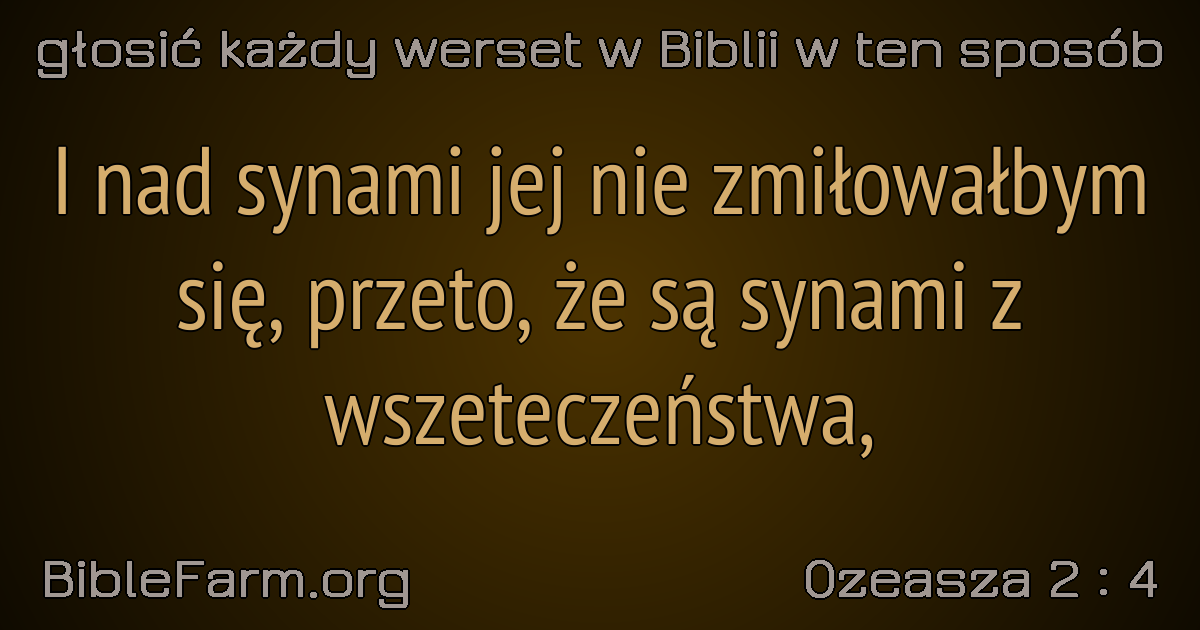 głosić każdy werset w Biblii w ten sposób
I nad synami jej nie zmiłowałbym
się, przeto, że są synami z
wszeteczeństwa,
BibleFarm.org
Ozeasza 2 : 4